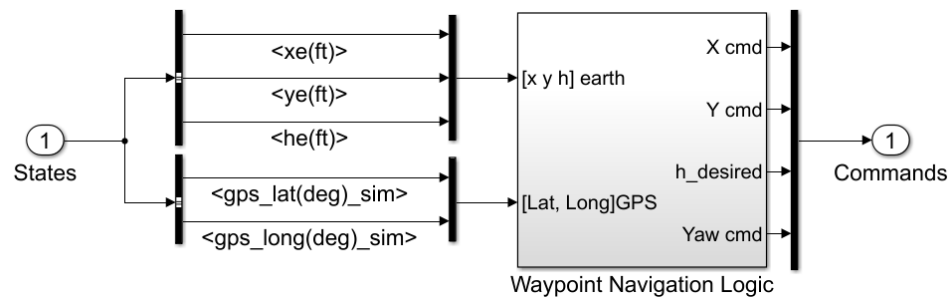 1
States
<xe(ft)>
<ye(ft)>
<he(ft)>
<gps_lat(deg)_sim>
<gps_long(deg)_sim>
[x y h] earth
[Lat, Long]GPS
X cmd
Y cmd
h_desired
Yaw cmd
Waypoint Navigation Logic
1
Commands